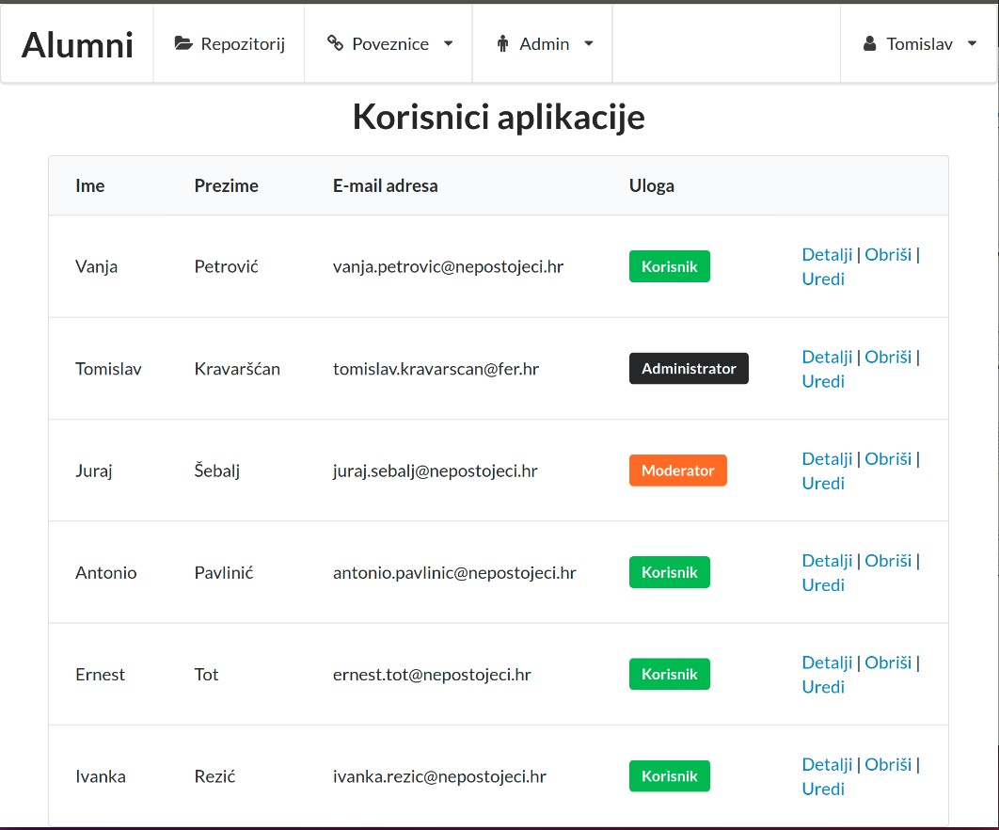 Alumni Repozitorij Poveznice Admin Tomislav
Korisnici aplikacije
Ime Prezime E-mail adresa Uloga
Vanja Petrović vanja.petrovic@nepostojeci.hr Korisnik Detalji | Obriši |
Uredi
Tomislav Kravaršćan tomislav.kravarscan@fer.hr Administrator Detalji | Obriši |
Uredi
Juraj Šebalj juraj.sebalj@nepostojeci.hr Moderator Detalji | Obriši |
Uredi
Antonio Pavlinić antonio.pavlinic@nepostojeci.hr Korisnik Detalji | Obriši |
Uredi
Ernest Tot ernest.tot@nepostojeci.hr Korisnik Detalji | Obriši |
Uredi
Ivanka Rezić ivanka.rezic@nepostojeci.hr Korisnik Detalji | Obriši |
Uredi